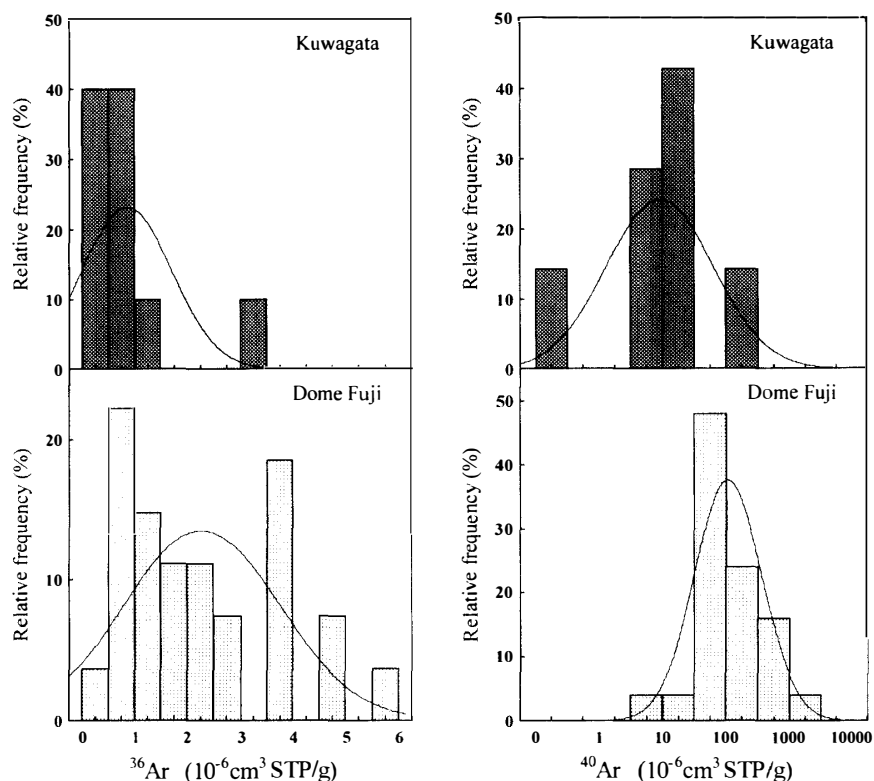 Kuwagata
50
40
30
20
10
0
Relative frequency (%)
Kuwagata
50
40
30
20
10
0
Relative frequency (%)
Dome Fuji
20
10
0
Relative frequency (%)
0 1 2 3 4 5 6
³⁶Ar (10⁻⁶cm³ STP/g)
Dome Fuji
50
40
30
20
10
0
Relative frequency (%)
0 1 10 100 1000 10000
⁴⁰Ar (10⁻⁶cm³ STP/g)